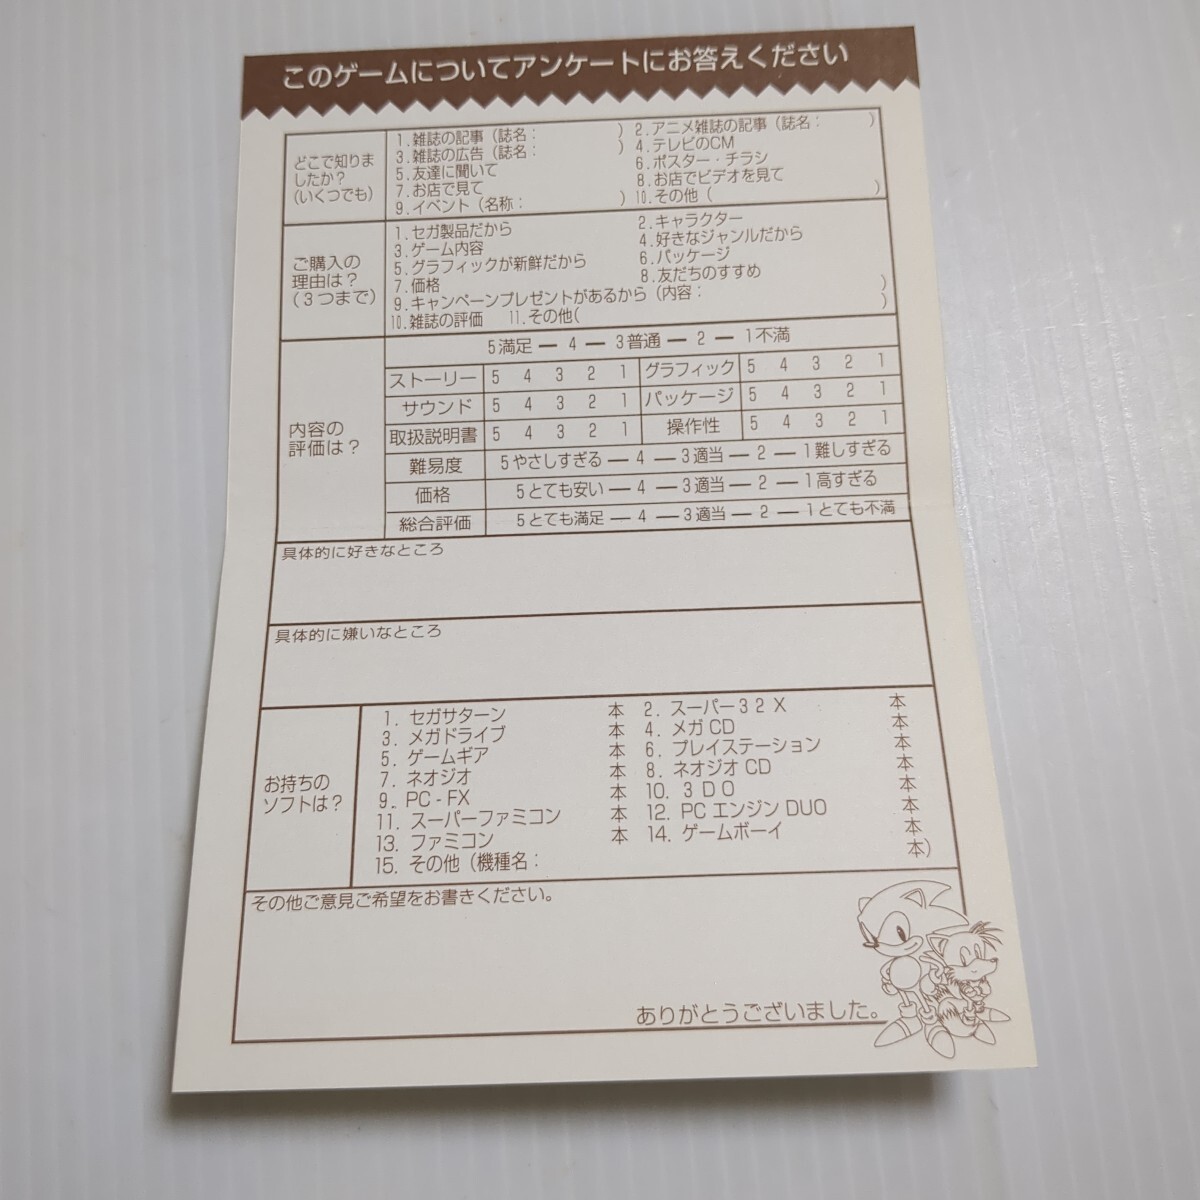 このゲームについてアンケートにお答えください
どこで知りま
したか？
（いくつでも）
1.雑誌の記事（誌名：　　　）2.アニメ雑誌の記事（誌名：　　　）
3.雑誌の広告（誌名：　　　）4.テレビのCM
5.友達に聞いて　6.ポスター・チラシ
7.お店で見て　8.お店でビデオを見て
9.イベント（名称：　　　）10.その他（　　　）
ご購入の
理由は？
（３つまで）
1.セガ製品だから　2.キャラクター
3.ゲーム内容　4.好きなジャンルだから
5.グラフィックが新鮮だから　6.パッケージ
7.価格　8.友だちのすすめ
9.キャンペーンプレゼントがあるから（内容：　　　）
10.雑誌の評価　11.その他(　　　)
内容の
評価は？
5満足 ー 4 ー 3普通 ー 2 ー 1不満
ストーリー 5 4 3 2 1 グラフィック 5 4 3 2 1
サウンド 5 4 3 2 1 パッケージ 5 4 3 2 1
取扱説明書 5 4 3 2 1 操作性 5 4 3 2 1
難易度 5やさしすぎる ー 4 ー 3適当 ー 2 ー 1難しすぎる
価格 5とても安い ー 4 ー 3適当 ー 2 ー 1高すぎる
総合評価 5とても満足 ー 4 ー 3適当 ー 2 ー 1とても不満
具体的に好きなところ
具体的に嫌いなところ
お持ちの
ソフトは？
1. セガサターン　本 2. スーパー３２Ｘ　本
3. メガドライブ　本 4. メガCD　本
5. ゲームギア　本 6. プレイステーション　本
7. ネオジオ　本 8. ネオジオCD　本
9. PC-FX　本 10. ３ＤＯ　本
11. スーパーファミコン　本 12. PCエンジンDUO　本
13. ファミコン　本 14. ゲームボーイ　本
15. その他（機種名：　　　本）
その他ご意見ご希望をお書きください。
ありがとうございました。